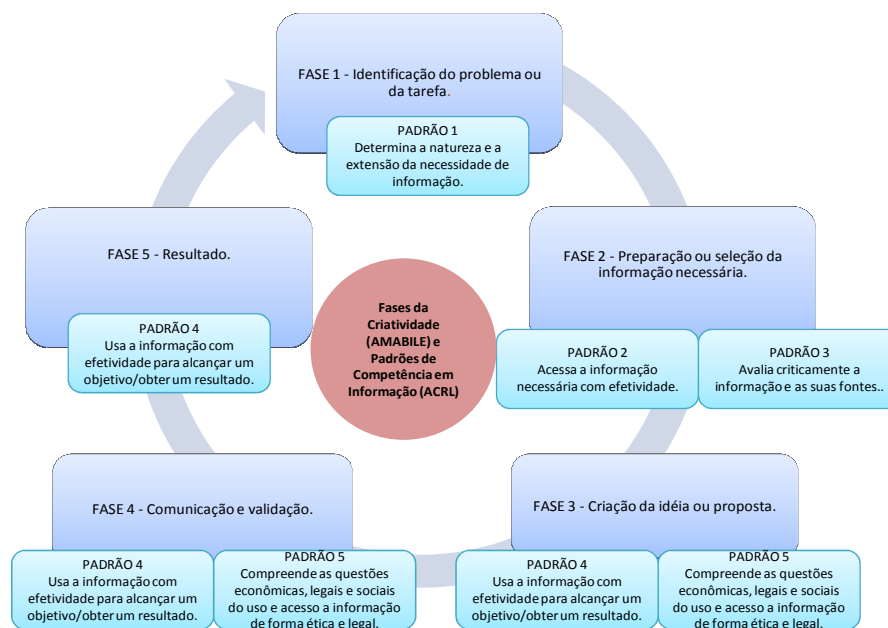 FASE 1 - Identificação do problema ou
da tarefa.
PADRÃO 1
Determina a natureza e a
extensão da necessidade de
informação.
FASE 2 - Preparação ou seleção da
informação necessária.
PADRÃO 2
Acessa a informação
necessária com efetividade.
PADRÃO 3
Avalia criticamente a
informação e as suas fontes..
FASE 3 - Criação da idéia ou proposta.
PADRÃO 4
Usa a informação com
efetividade para alcançar um
objetivo/obter um resultado.
PADRÃO 5
Compreende as questões
econômicas, legais e sociais
do uso e acesso a informação
de forma ética e legal.
FASE 4 - Comunicação e validação.
PADRÃO 4
Usa a informação com
efetividade para alcançar um
objetivo/obter um resultado.
PADRÃO 5
Compreende as questões
econômicas, legais e sociais
do uso e acesso a informação
de forma ética e legal.
FASE 5 - Resultado.
PADRÃO 4
Usa a informação com
efetividade para alcançar um
objetivo/obter um resultado.
Fases da
Criatividade
(AMABILE) e
Padrões de
Competência em
Informação (ACRL)